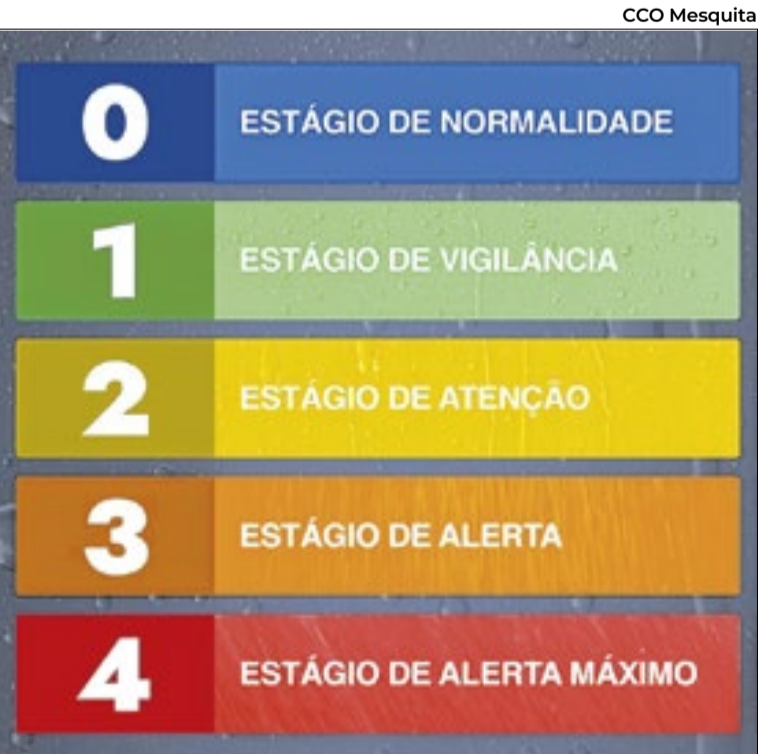 CCO Mesquita
0 ESTÁGIO DE NORMALIDADE
1 ESTÁGIO DE VIGILÂNCIA
2 ESTÁGIO DE ATENÇÃO
3 ESTÁGIO DE ALERTA
4 ESTÁGIO DE ALERTA MÁXIMO